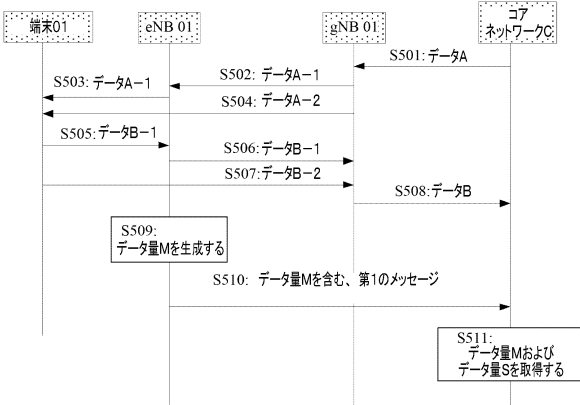 端末01
eNB 01
gNB 01
コア
ネットワークC
S501:データA
S502:データA-1
S503:データA-1
S504:データA-2
S505:データB-1
S506:データB-1
S507:データB-2
S508:データB
S509:
データ量Mを生成する
S510: データ量Mを含む、第1のメッセージ
S511:
データ量Mおよび
データ量Sを取得する